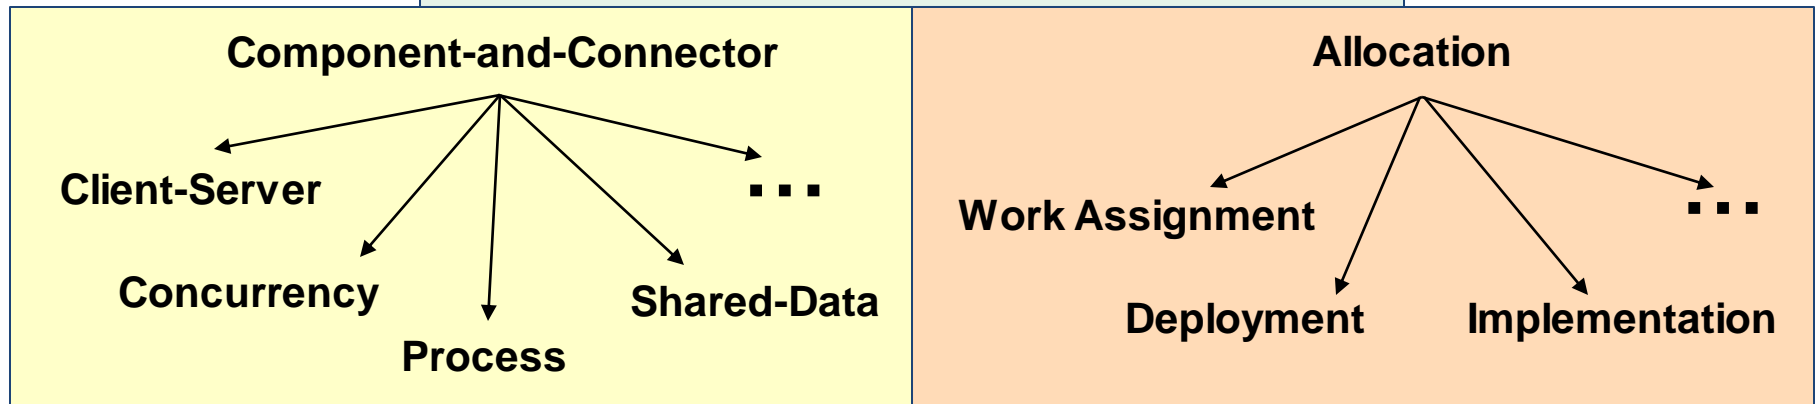 Component-and-Connector
Client-Server
...
Concurrency
Shared-Data
Process
Allocation
Work Assignment
...
Deployment
Implementation